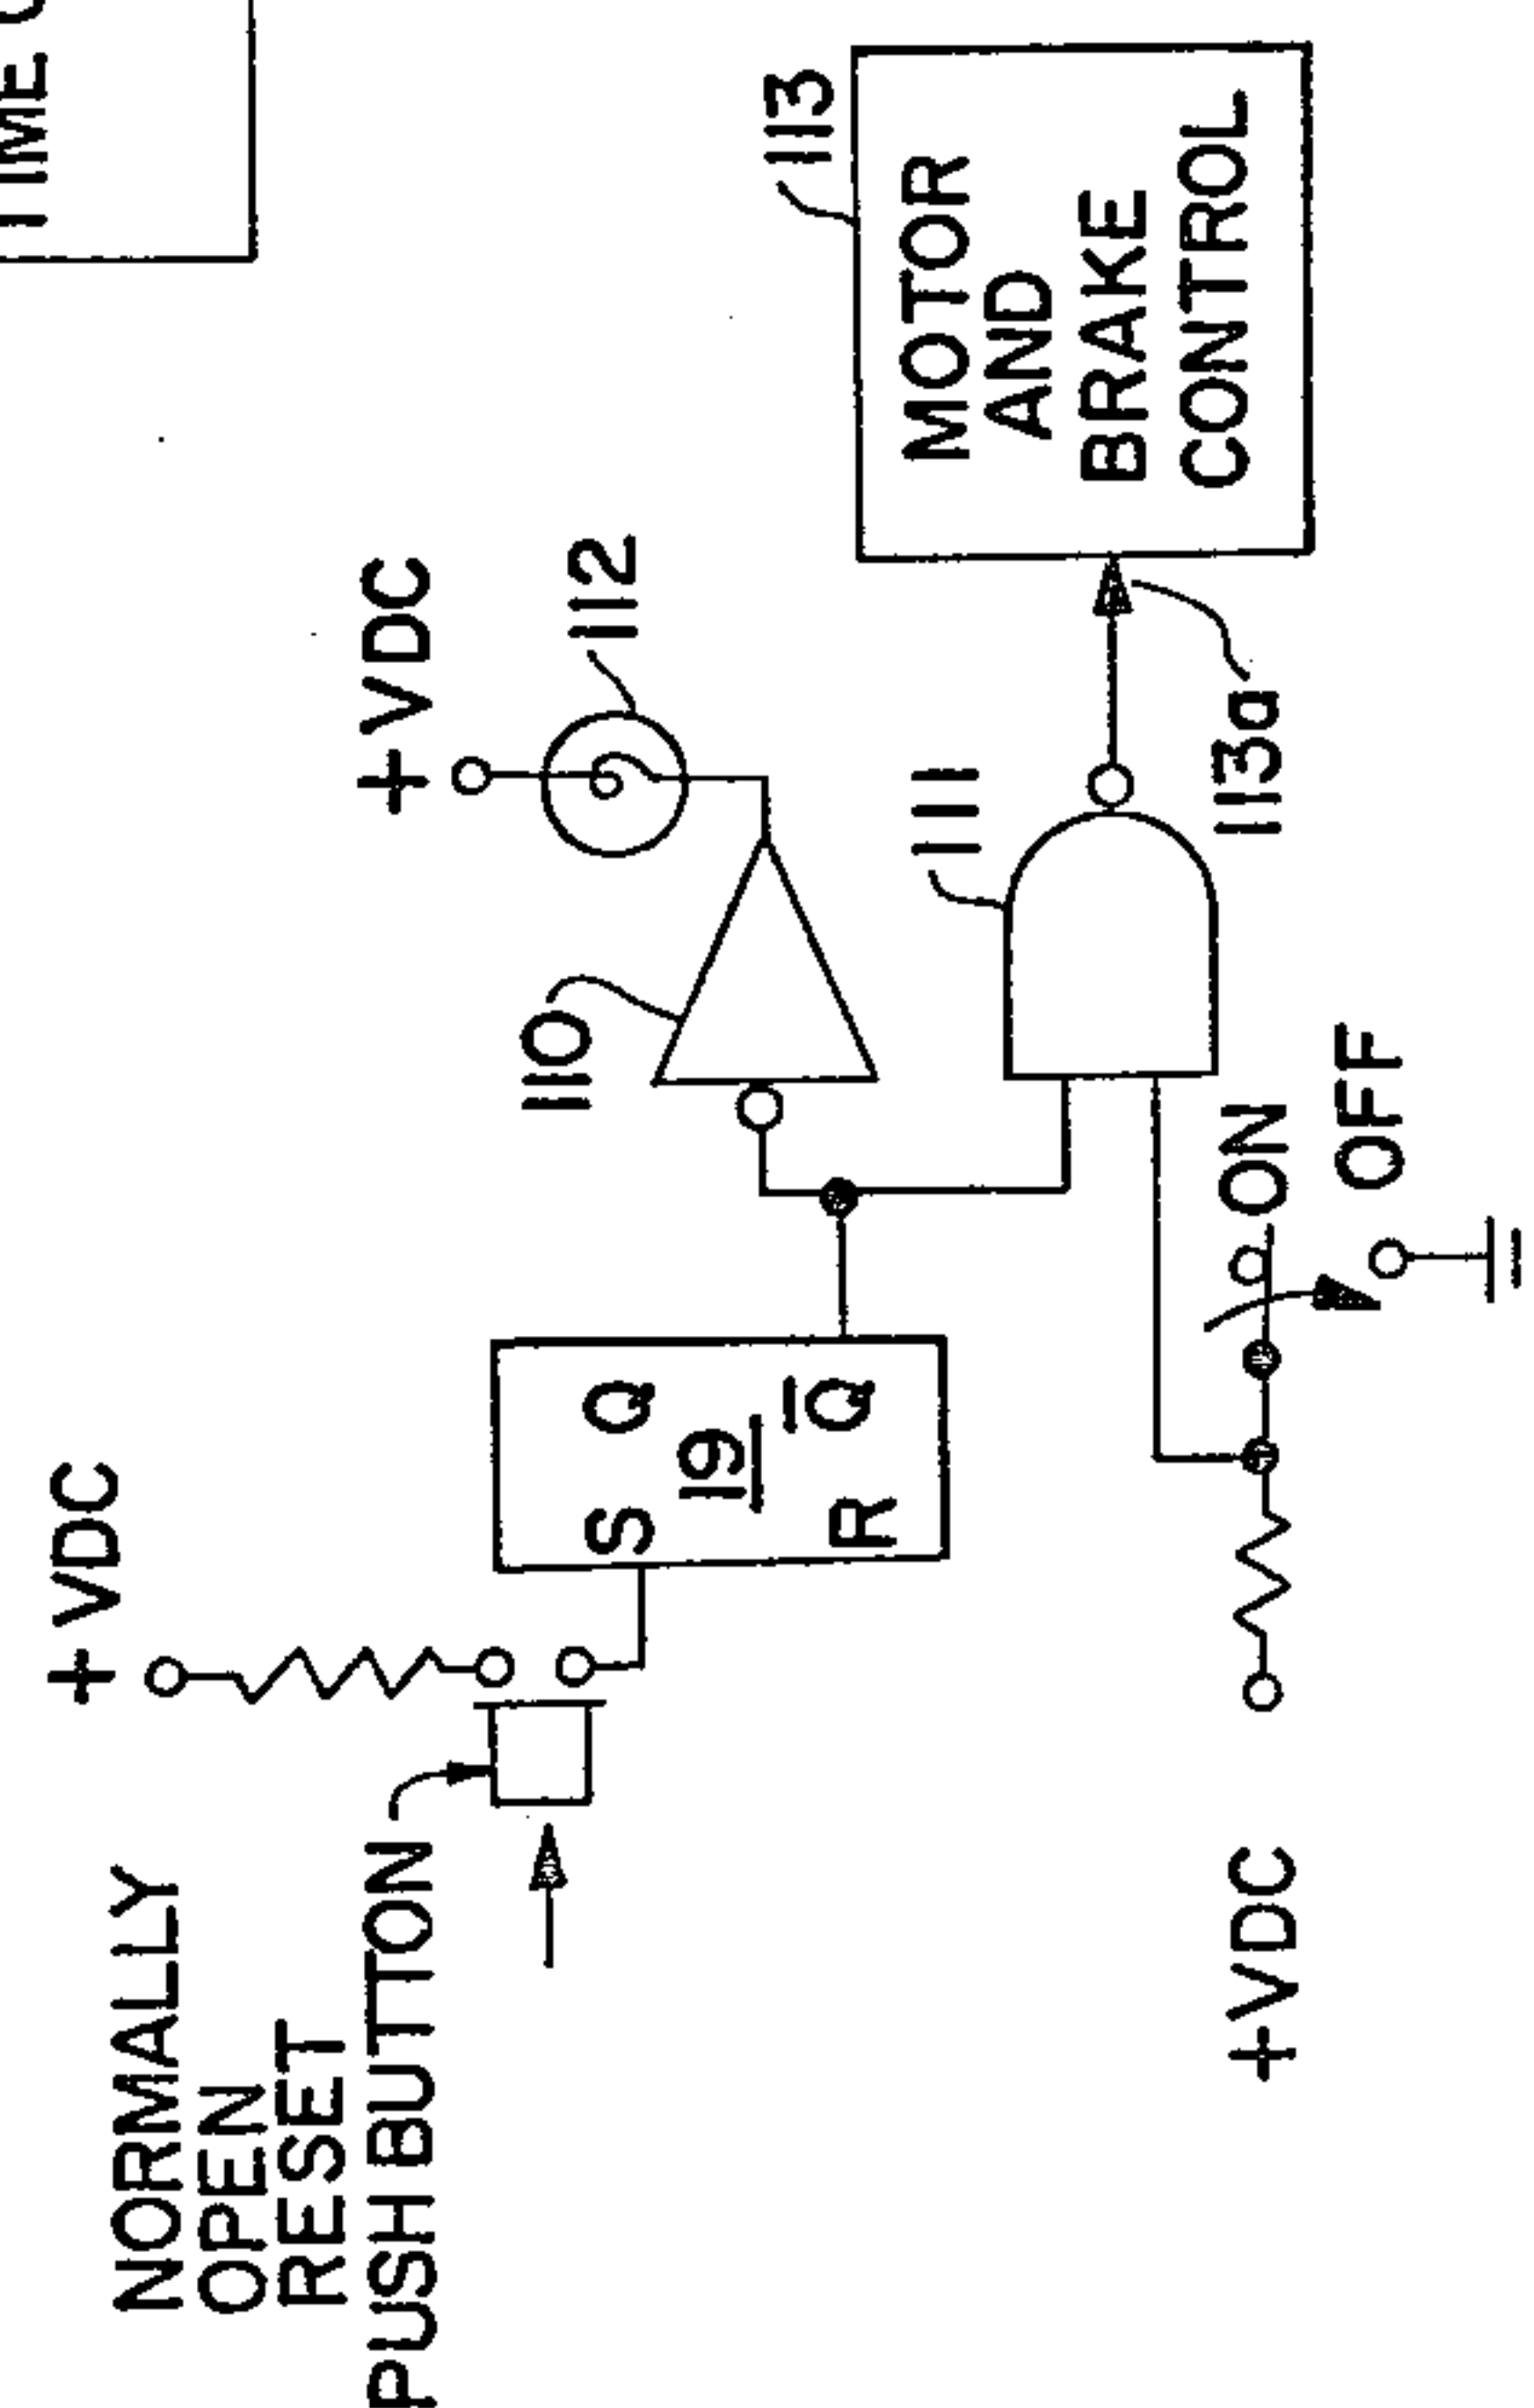 NORMALLY
OPEN
RESET
PUSH BUTTON
+VDC
S Q
19
R Q̅
+VDC
112
110
111
113
MOTOR
AND
BRAKE
CONTROL
113a
ON
OFF
+VDC